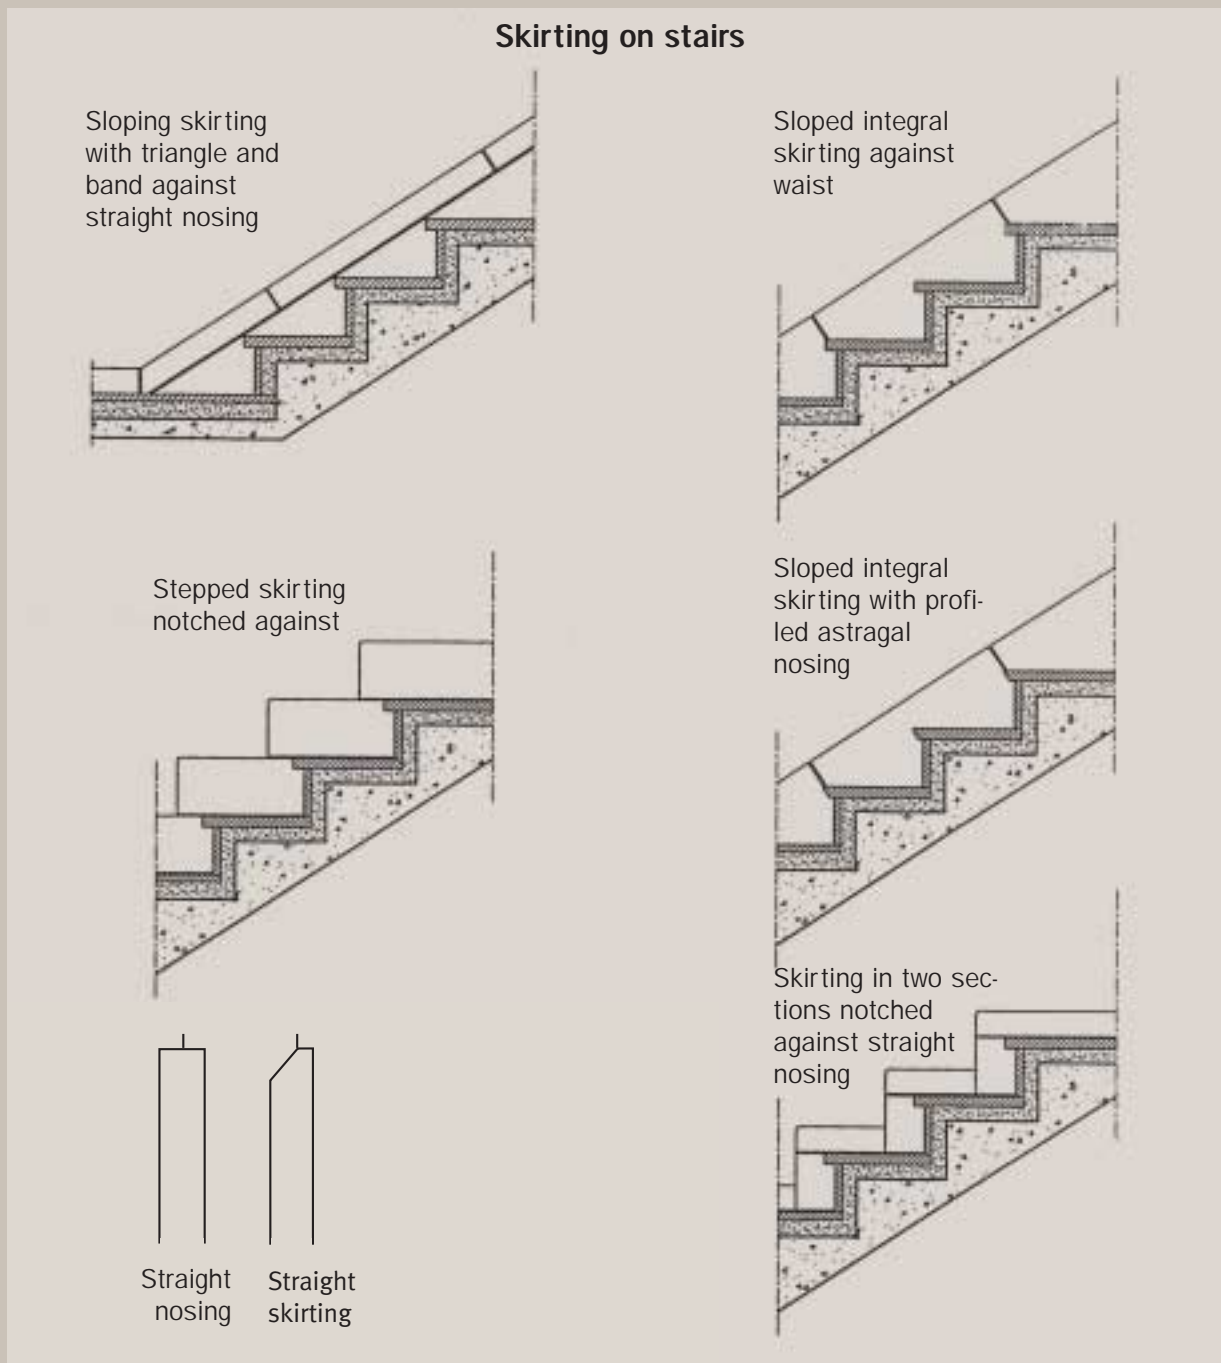 Skirting on stairs
Sloping skirting
with triangle and
band against
straight nosing
Sloped integral
skirting against
waist
Stepped skirting
notched against
Sloped integral
skirting with profi-
led astragal
nosing
Skirting in two sec-
tions notched
against straight
nosing
Straight
nosing
Straight
skirting